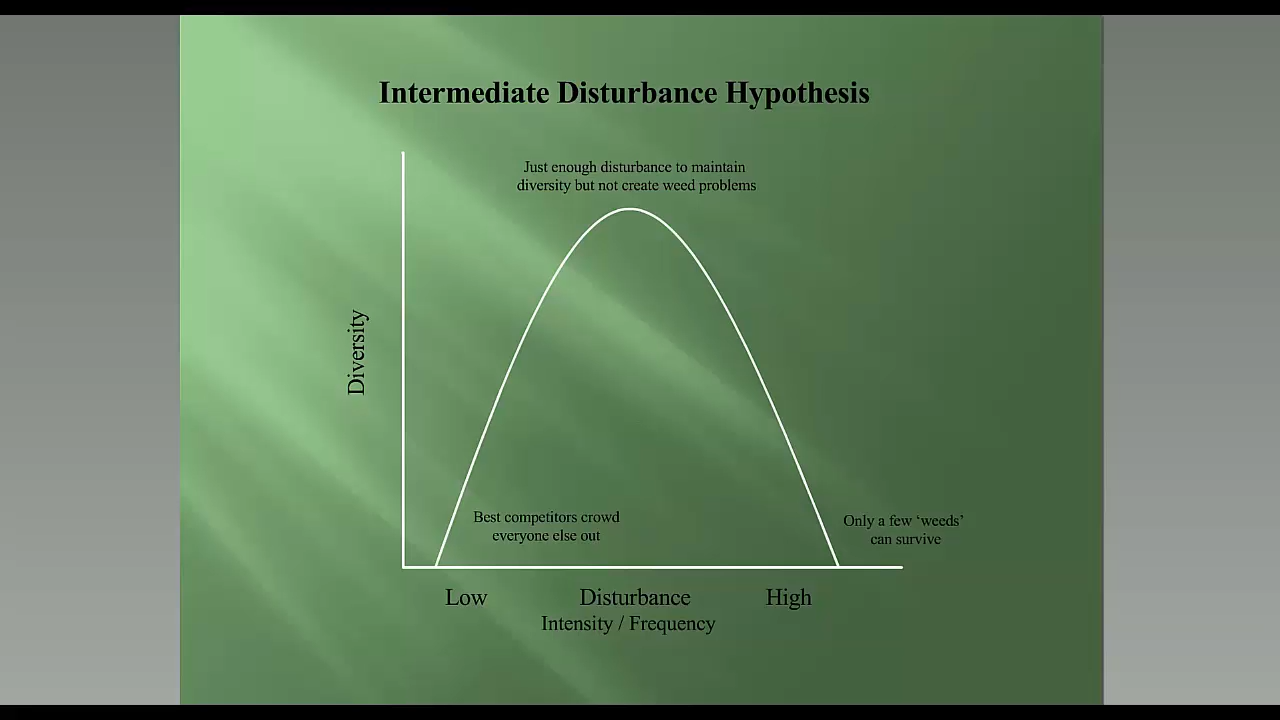 Intermediate Disturbance Hypothesis
Just enough disturbance to maintain
diversity but not create weed problems
Diversity
Best competitors crowd
everyone else out
Only a few ‘weeds’
can survive
Low
Disturbance
High
Intensity / Frequency